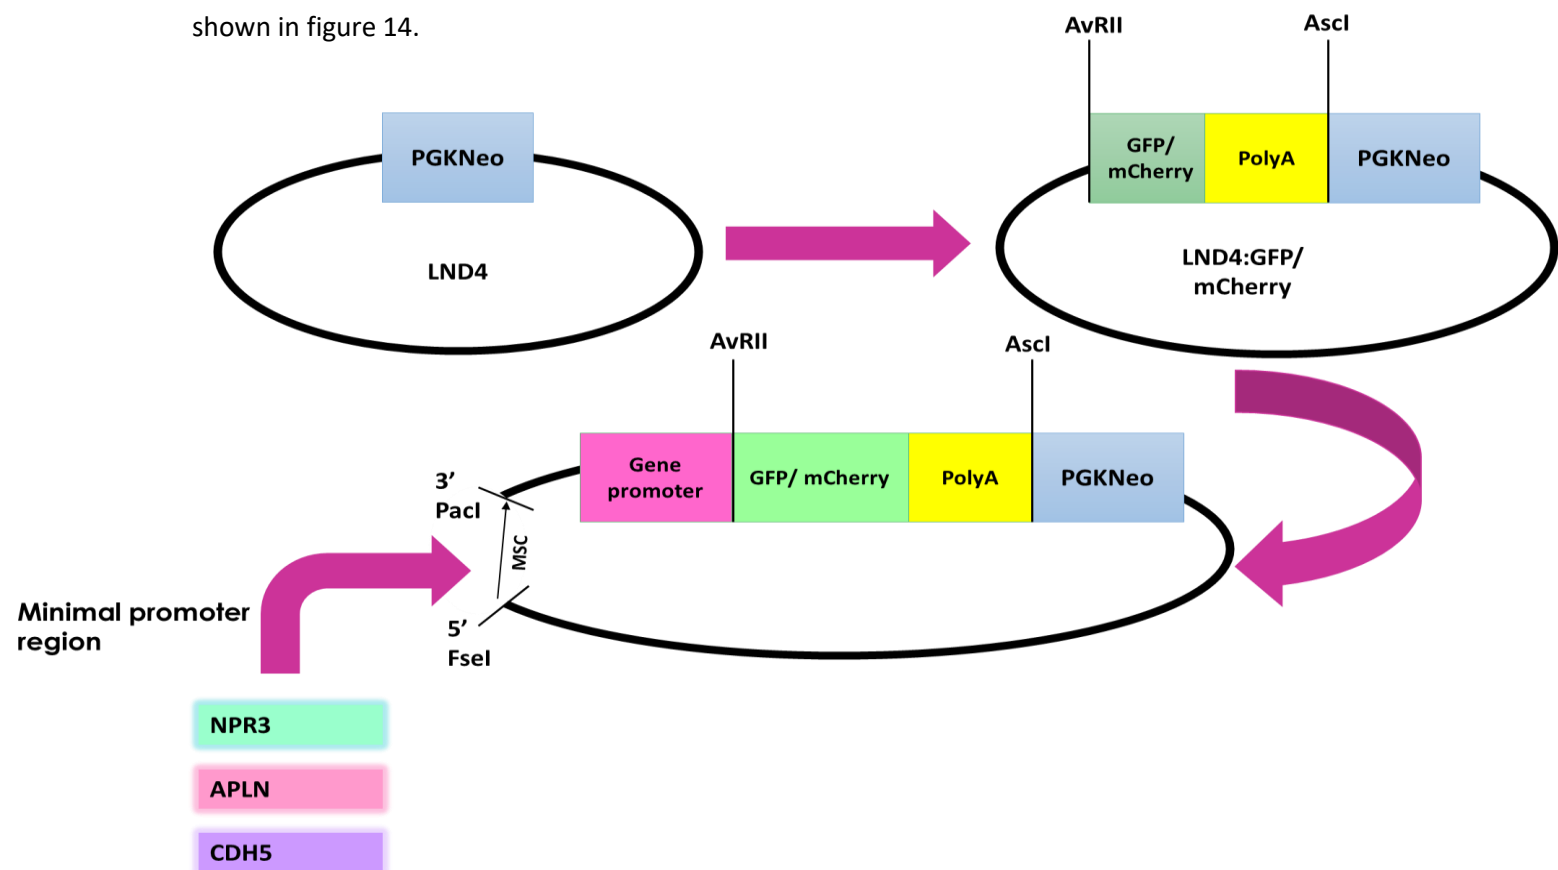 shown in figure 14.
AvRII
AscI
PGKNeo
LND4
GFP/
mCherry
PolyA
PGKNeo
LND4:GFP/
mCherry
AvRII
AscI
Gene
promoter
GFP/ mCherry
PolyA
PGKNeo
3’
PacI
MSC
5’
FseI
Minimal promoter
region
NPR3
APLN
CDH5